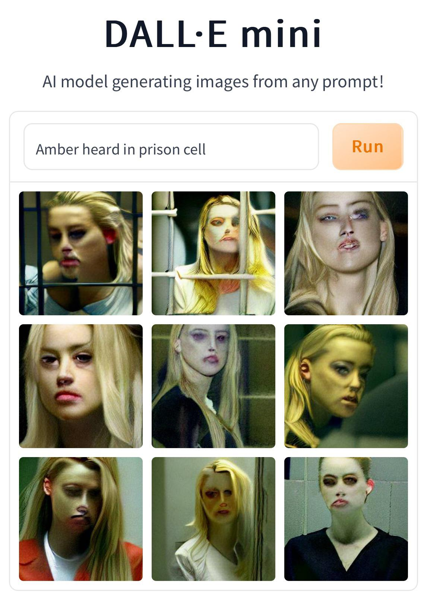 DALL·E mini
AI model generating images from any prompt!
Amber heard in prison cell
Run